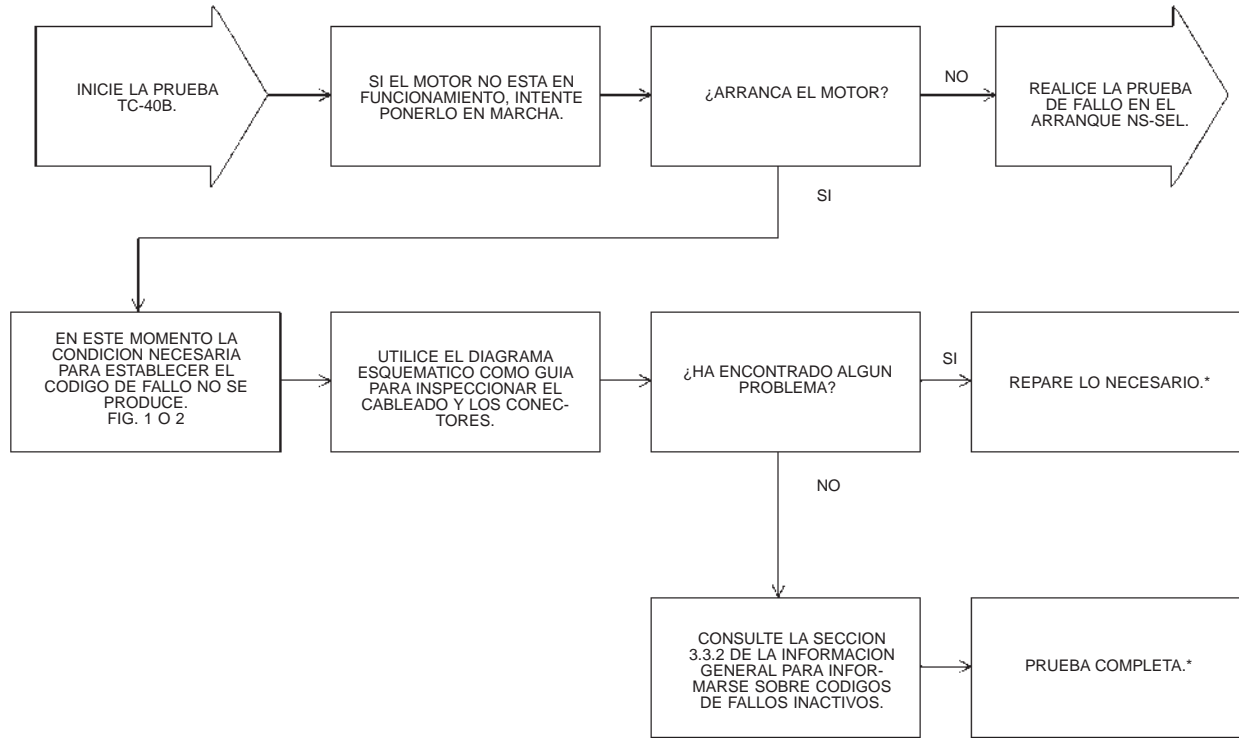 INICIE LA PRUEBA
TC-40B.
SI EL MOTOR NO ESTA EN
FUNCIONAMIENTO, INTENTE
PONERLO EN MARCHA.
¿ARRANCA EL MOTOR?
NO
REALICE LA PRUEBA
DE FALLO EN EL
ARRANQUE NS-SEL.
SI
EN ESTE MOMENTO LA
CONDICION NECESARIA
PARA ESTABLECER EL
CODIGO DE FALLO NO SE
PRODUCE.
FIG. 1 O 2
UTILICE EL DIAGRAMA
ESQUEMATICO COMO GUIA
PARA INSPECCIONAR EL
CABLEADO Y LOS CONEC-
TORES.
¿HA ENCONTRADO ALGUN
PROBLEMA?
SI
REPARE LO NECESARIO.*
NO
CONSULTE LA SECCION
3.3.2 DE LA INFORMACION
GENERAL PARA INFOR-
MARSE SOBRE CODIGOS
DE FALLOS INACTIVOS.
PRUEBA COMPLETA.*